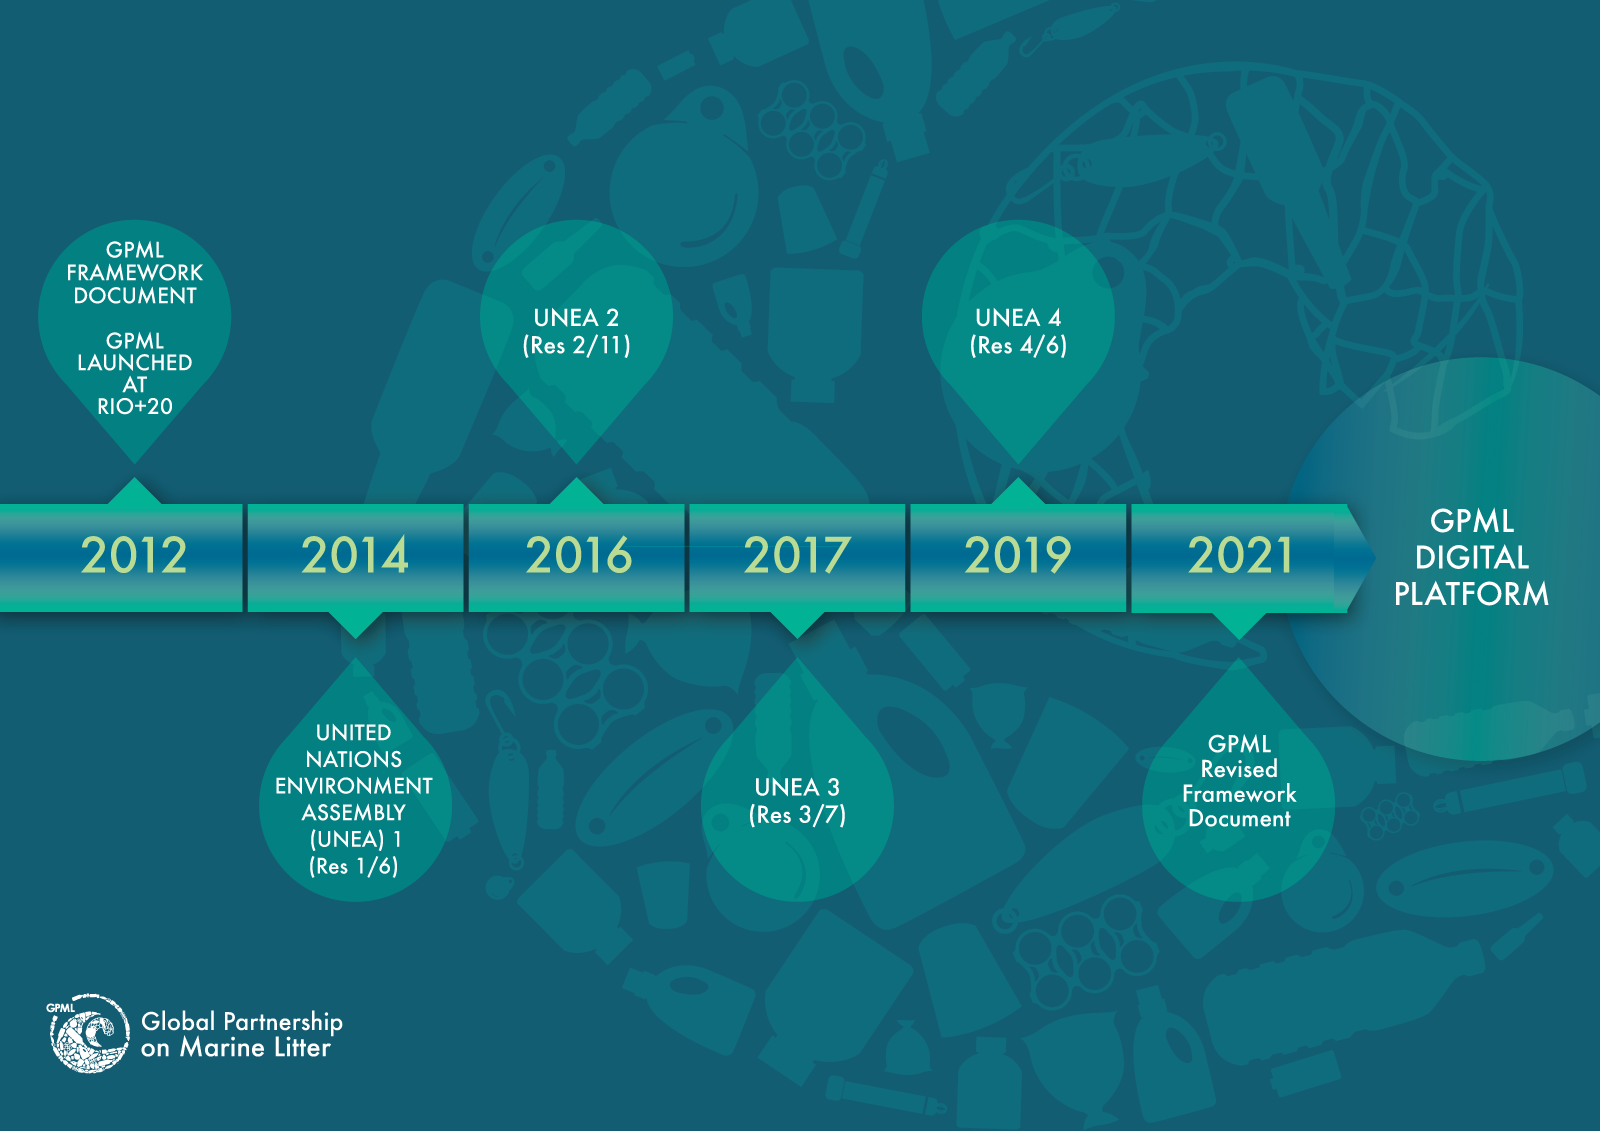 GPML
FRAMEWORK
DOCUMENT
GPML
LAUNCHED
AT
RIO+20
UNEA 2
(Res 2/11)
UNEA 4
(Res 4/6)
2012
2014
2016
2017
2019
2021
GPML
DIGITAL
PLATFORM
UNITED
NATIONS
ENVIRONMENT
ASSEMBLY
(UNEA) 1
(Res 1/6)
UNEA 3
(Res 3/7)
GPML
Revised
Framework
Document
GPML
Global Partnership
on Marine Litter